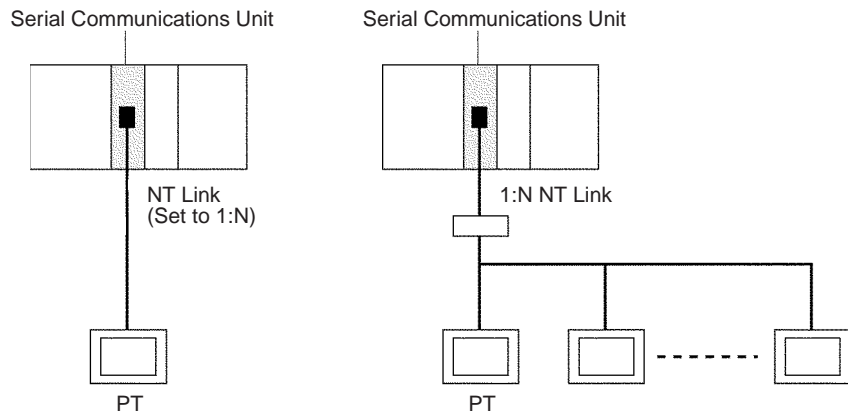 Serial Communications Unit
NT Link
(Set to 1:N)
PT
Serial Communications Unit
1:N NT Link
PT